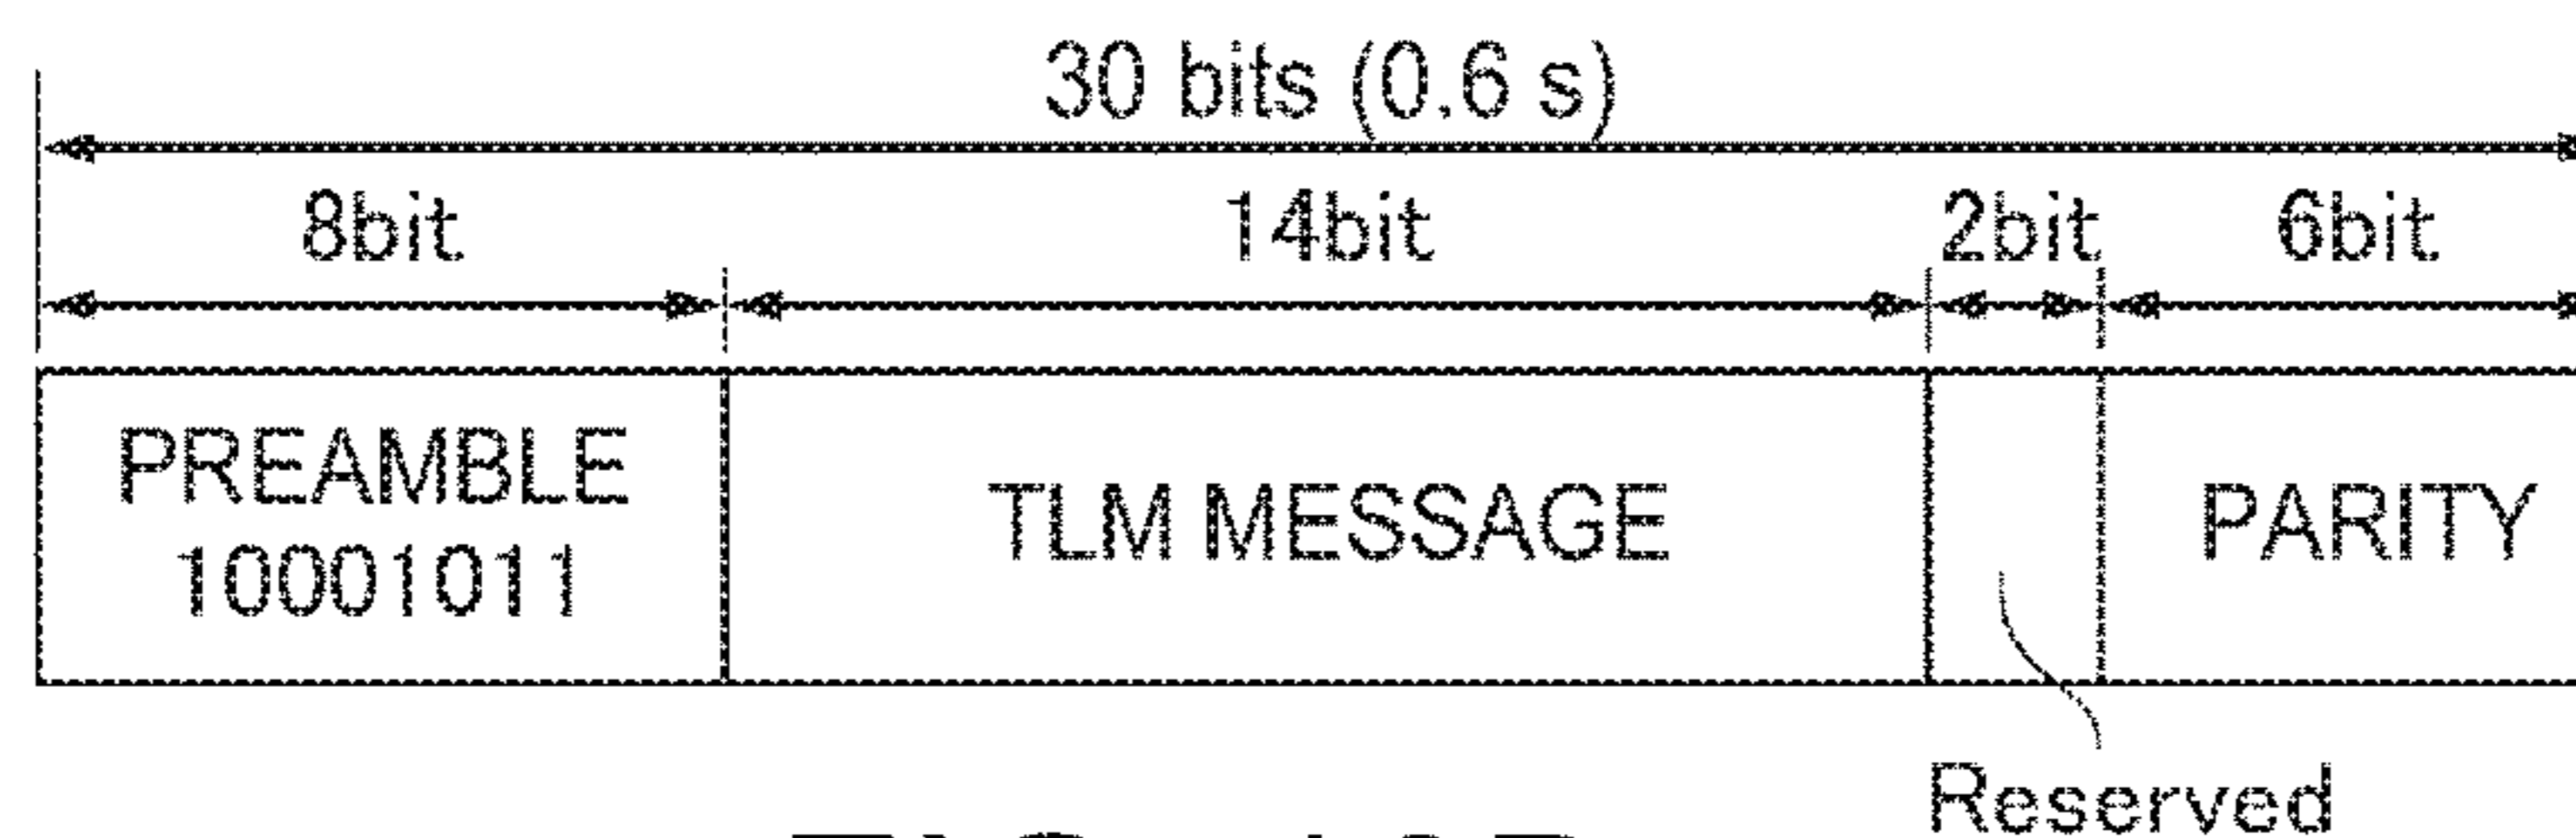 30 bits (0.6 s)
8bit 14bit 2bit 6bit
PREAMBLE
10001011
TLM MESSAGE
PARITY
Reserved